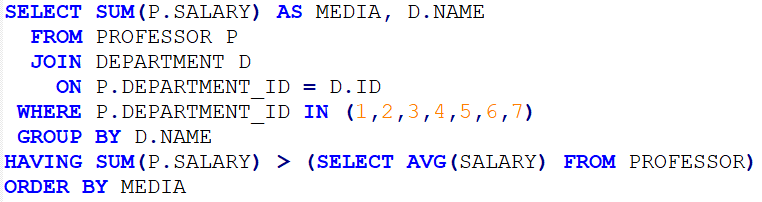 SELECT SUM(P.SALARY) AS MEDIA, D.NAME
FROM PROFESSOR P
JOIN DEPARTMENT D
ON P.DEPARTMENT_ID = D.ID
WHERE P.DEPARTMENT_ID IN (1,2,3,4,5,6,7)
GROUP BY D.NAME
HAVING SUM(P.SALARY) > (SELECT AVG(SALARY) FROM PROFESSOR)
ORDER BY MEDIA